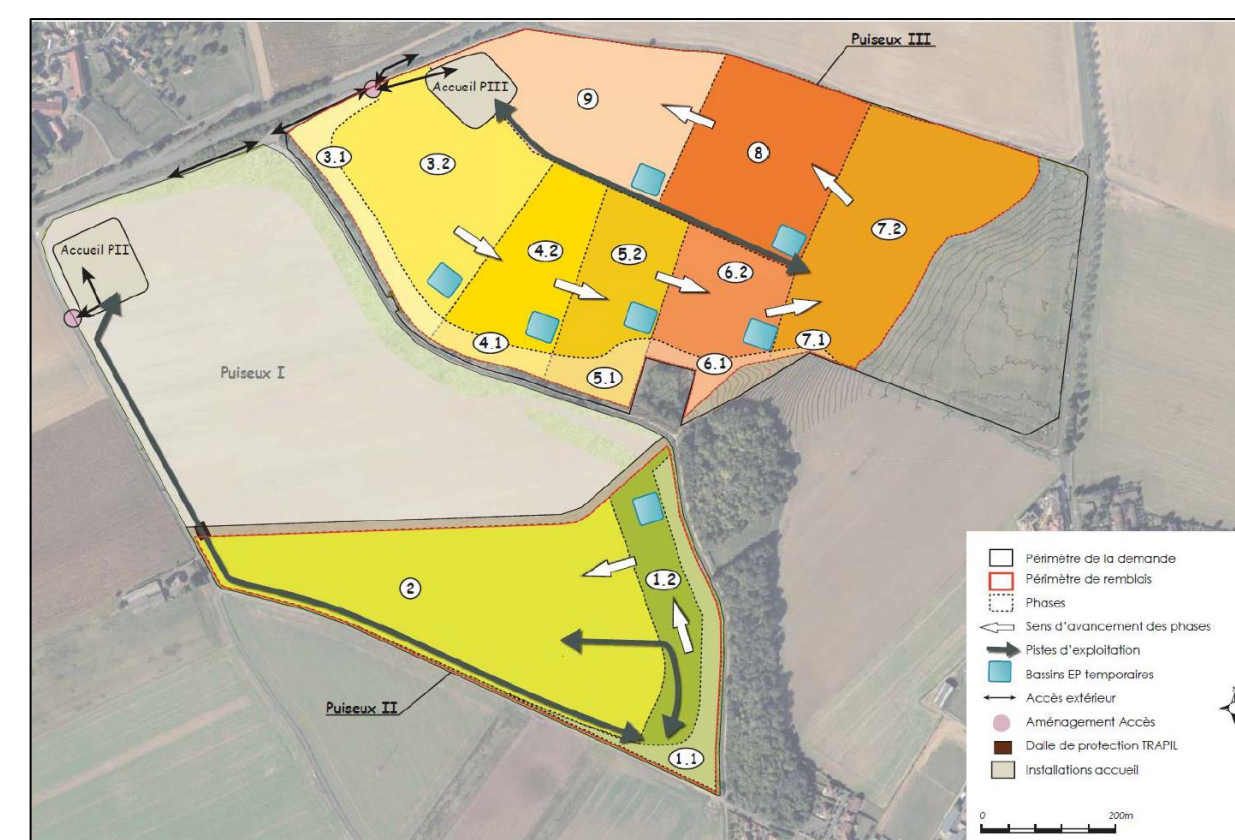 Puiseux III
Accueil PIII
9
3.1
3.2
8
Accueil PII
4.2
5.2
7.2
6.2
4.1
7.1
6.1
5.1
Puiseux I
2
1.2
Puiseux II
1.1
Périmètre de la demande
Périmètre de remblais
Phases
Sens d'avancement des phases
Pistes d'exploitation
Bassins EP temporaires
Accès extérieur
Aménagement Accès
Dalle de protection TRAPIL
Installations accueil
N
0 200m